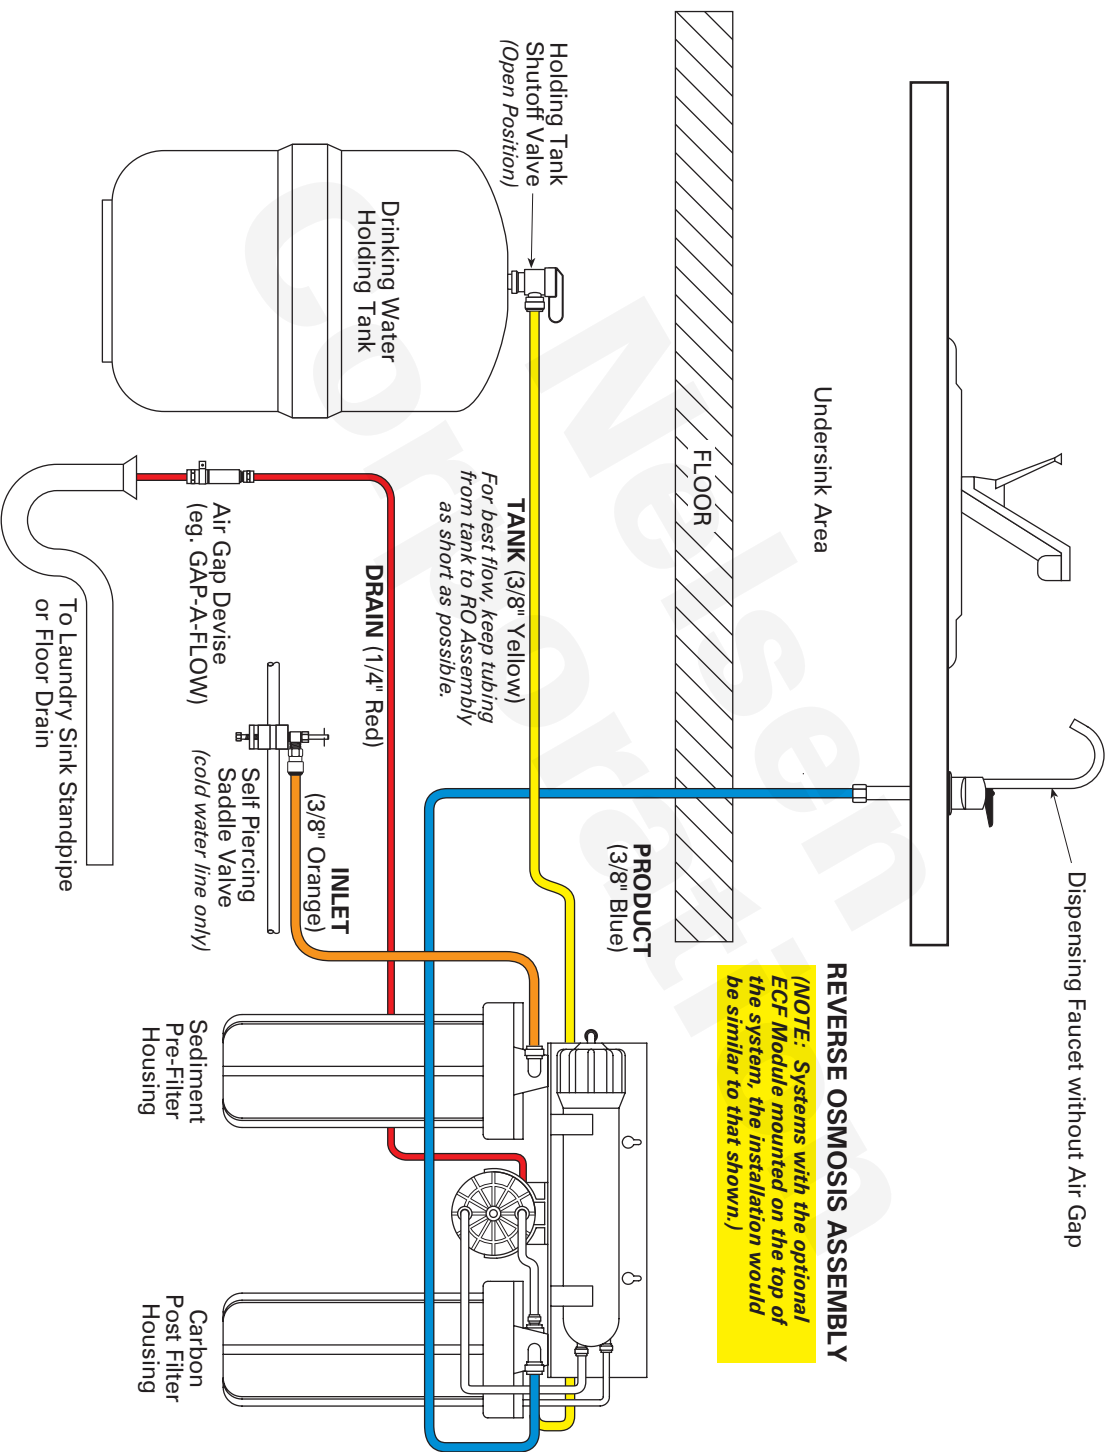 Dispensing Faucet without Air Gap
Undersink Area
FLOOR
REVERSE OSMOSIS ASSEMBLY
(NOTE: Systems with the optional
ECF Module mounted on the top of
the system, the installation would
be similar to that shown.)
Holding Tank
Shutoff Valve
(Open Position)
PRODUCT
(3/8" Blue)
TANK (3/8" Yellow)
For best flow, keep tubing
from tank to RO Assembly
as short as possible.
Drinking Water
Holding Tank
DRAIN (1/4" Red)
INLET
(3/8" Orange)
Self Piercing
Saddle Valve
(cold water line only)
Air Gap Devise
(eg. GAP-A-FLOW)
To Laundry Sink Standpipe
or Floor Drain
Sediment
Pre-Filter
Housing
Carbon
Post Filter
Housing
Nelsen
Corporation